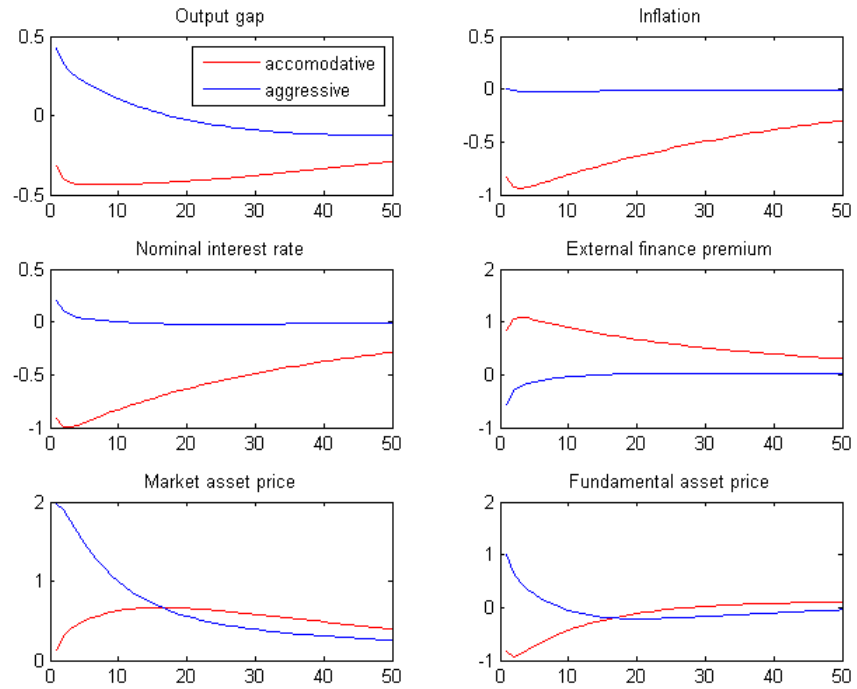 Output gap
0.5
0
-0.5
0 10 20 30 40 50
accomodative
aggressive
Inflation
0.5
0
-0.5
-1
0 10 20 30 40 50
Nominal interest rate
0.5
0
-0.5
-1
0 10 20 30 40 50
External finance premium
2
1
0
-1
0 10 20 30 40 50
Market asset price
2
1
0
0 10 20 30 40 50
Fundamental asset price
2
1
0
-1
0 10 20 30 40 50